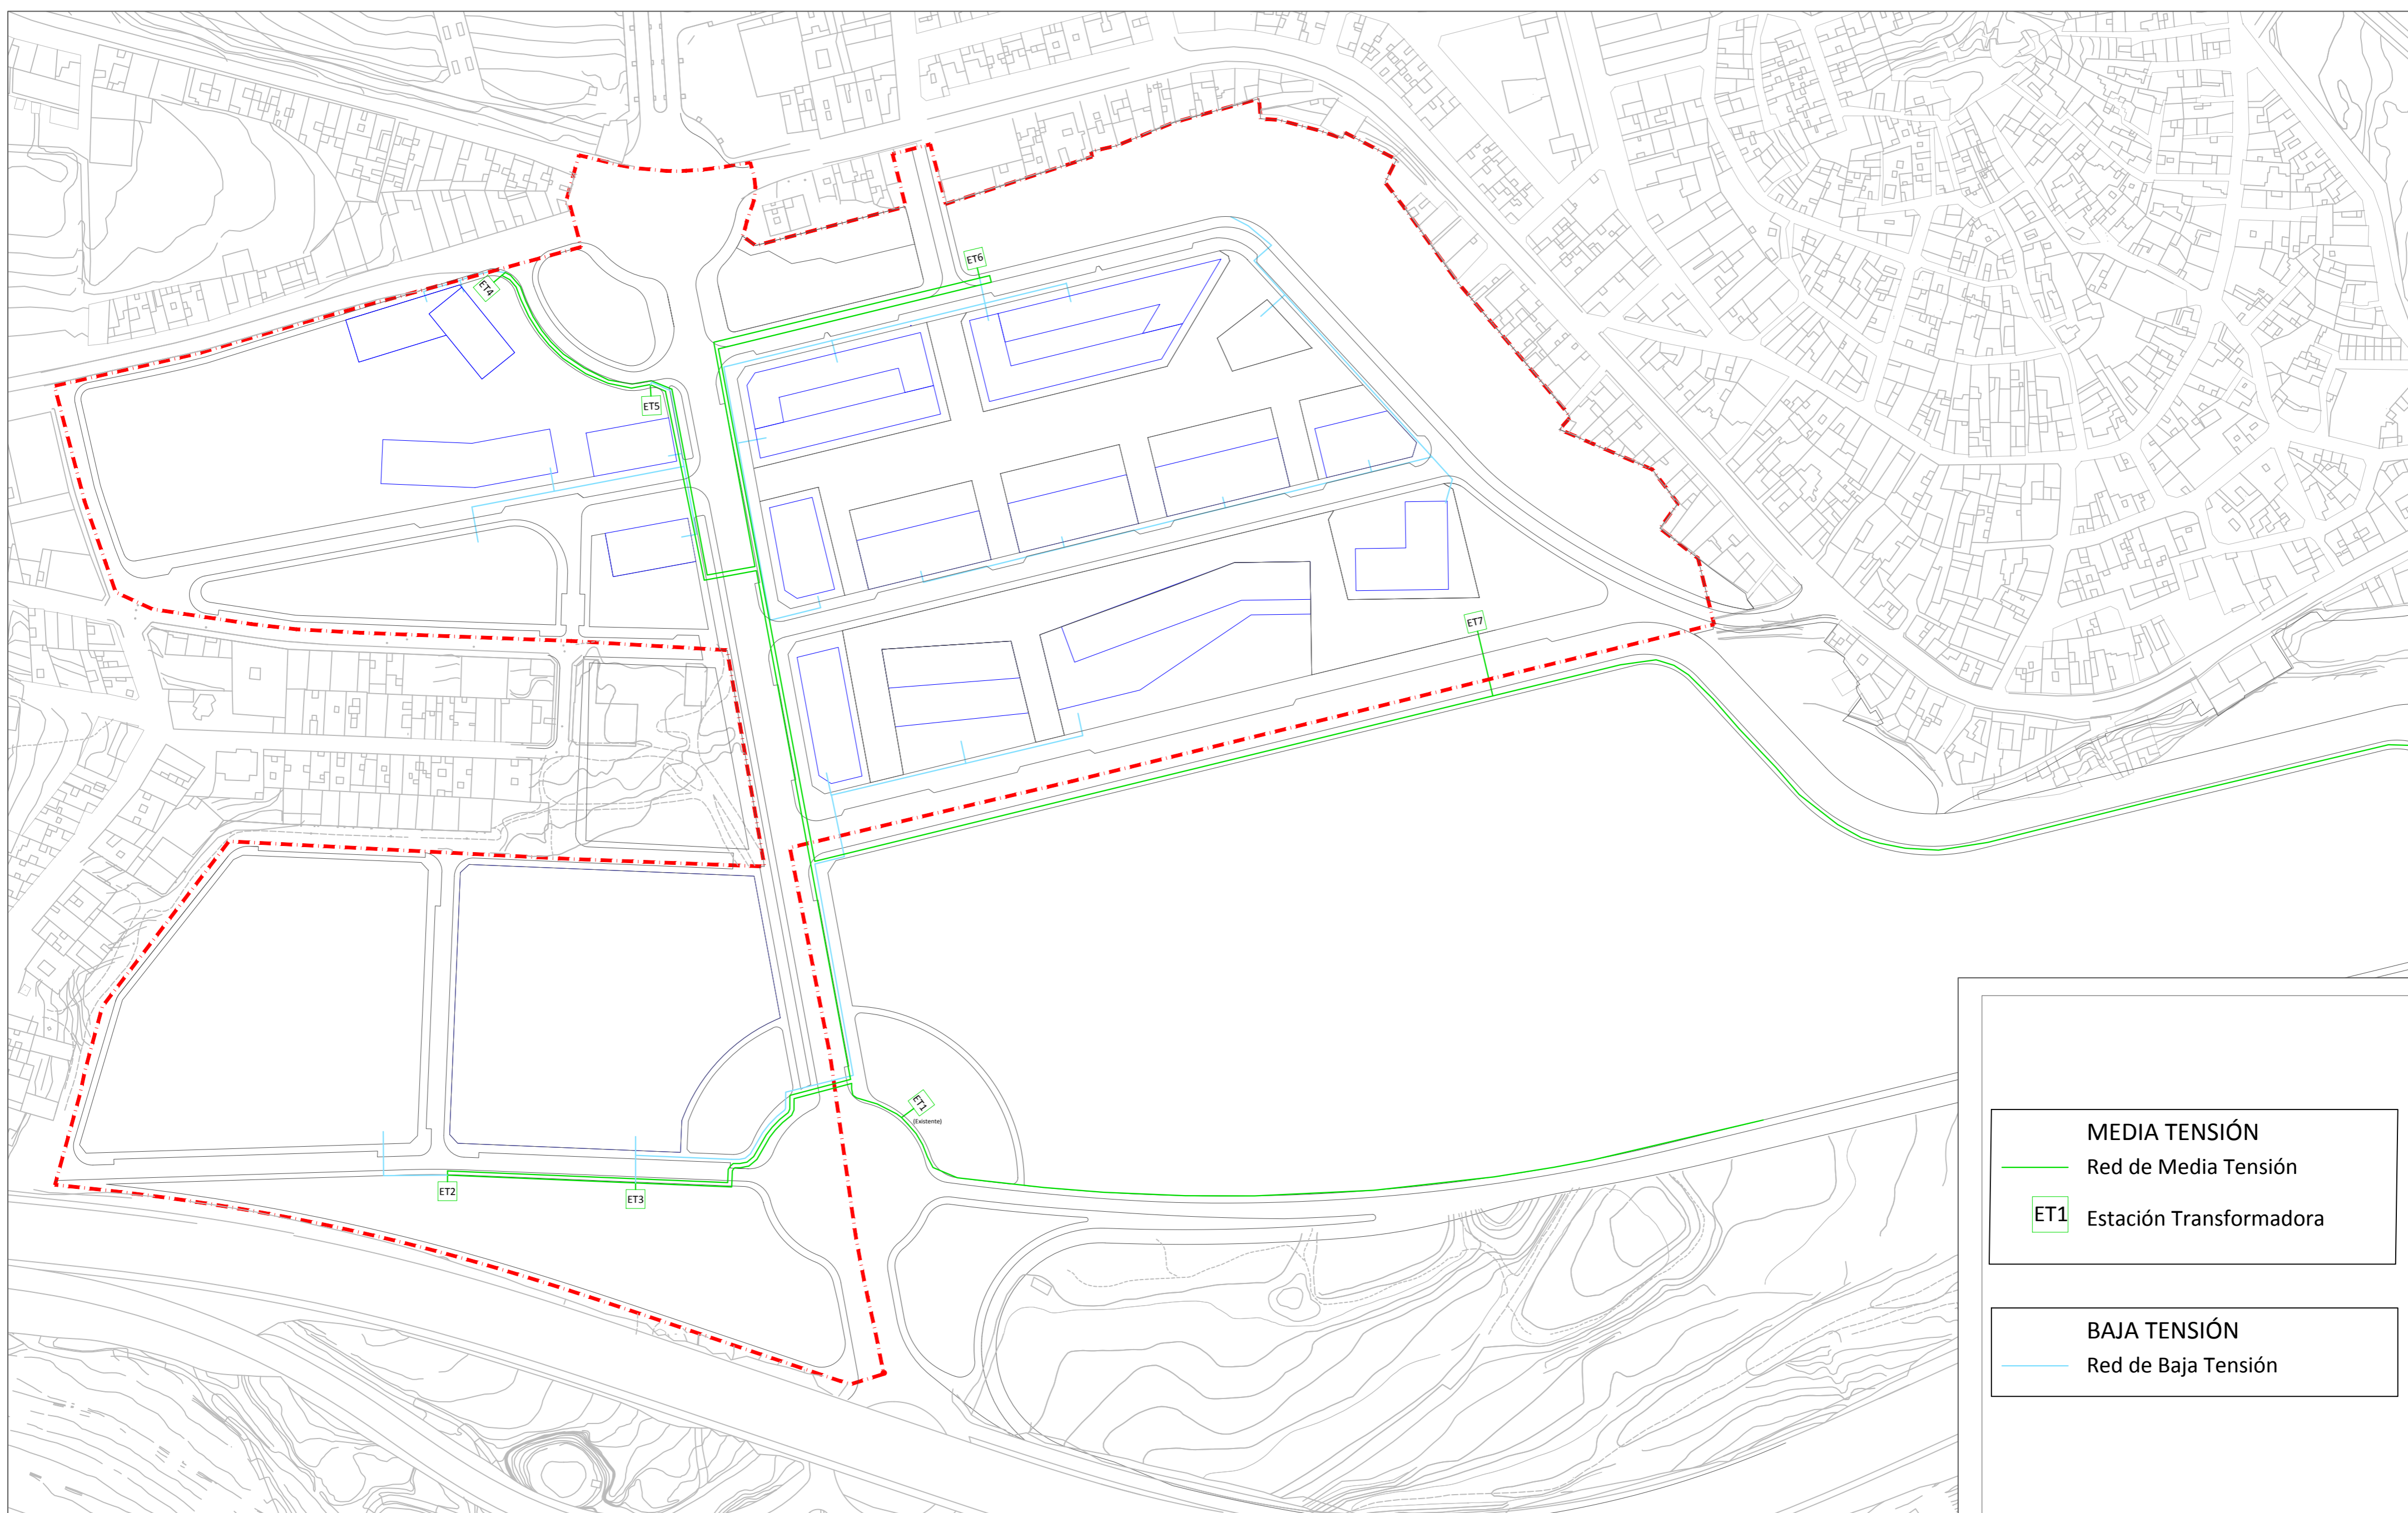 ET6
ET4
ET5
ET7
ET1
(Existente)
ET2
ET3
MEDIA TENSIÓN
Red de Media Tensión
ET1 Estación Transformadora
BAJA TENSIÓN
Red de Baja Tensión